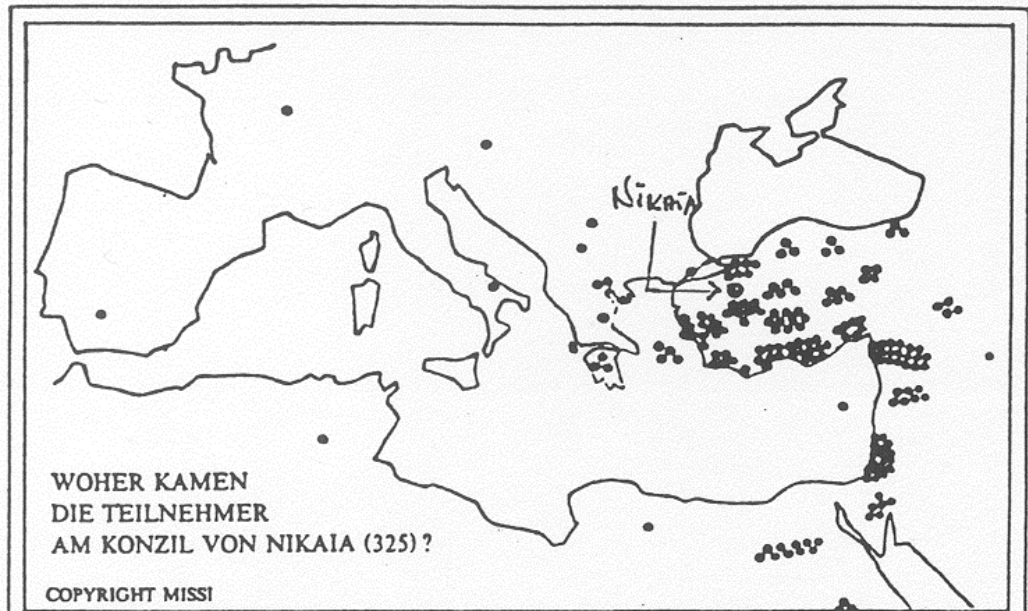 NiKAiA
WOHER KAMEN
DIE TEILNEHMER
AM KONZIL VON NIKAIA (325) ?
COPYRIGHT MISSI